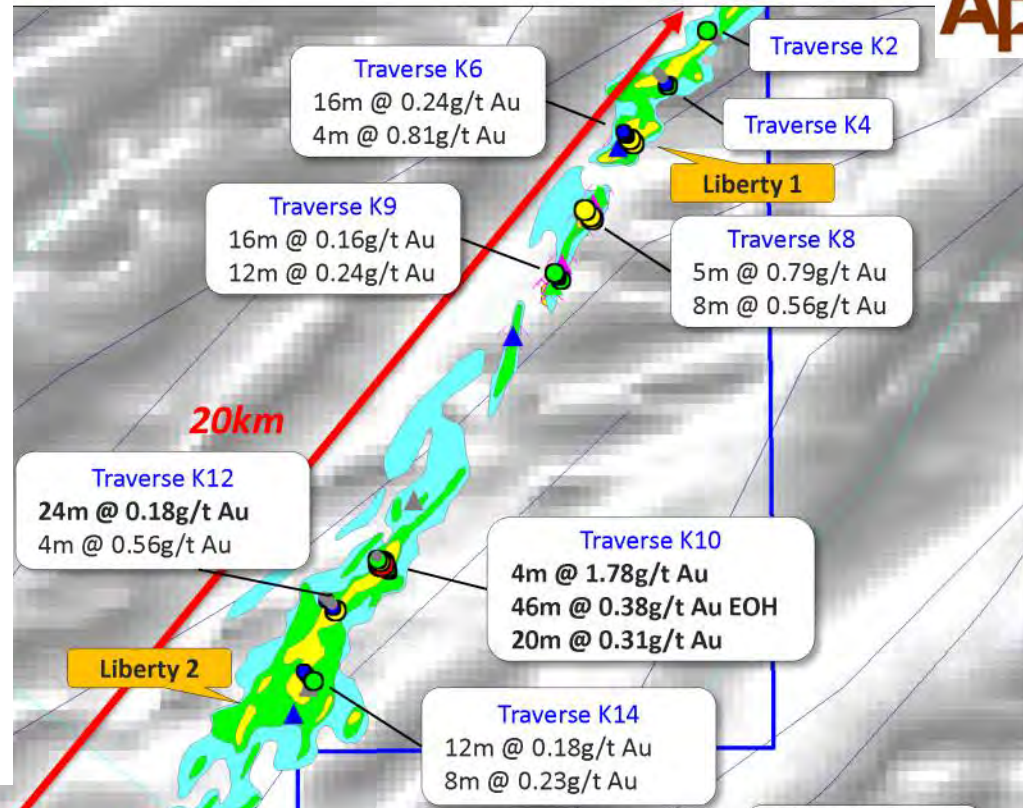 Ap
Traverse K2
Traverse K6
16m @ 0.24g/t Au
4m @ 0.81g/t Au
Traverse K4
Liberty 1
Traverse K9
16m @ 0.16g/t Au
12m @ 0.24g/t Au
Traverse K8
5m @ 0.79g/t Au
8m @ 0.56g/t Au
20km
Traverse K12
24m @ 0.18g/t Au
4m @ 0.56g/t Au
Traverse K10
4m @ 1.78g/t Au
46m @ 0.38g/t Au EOH
20m @ 0.31g/t Au
Liberty 2
Traverse K14
12m @ 0.18g/t Au
8m @ 0.23g/t Au